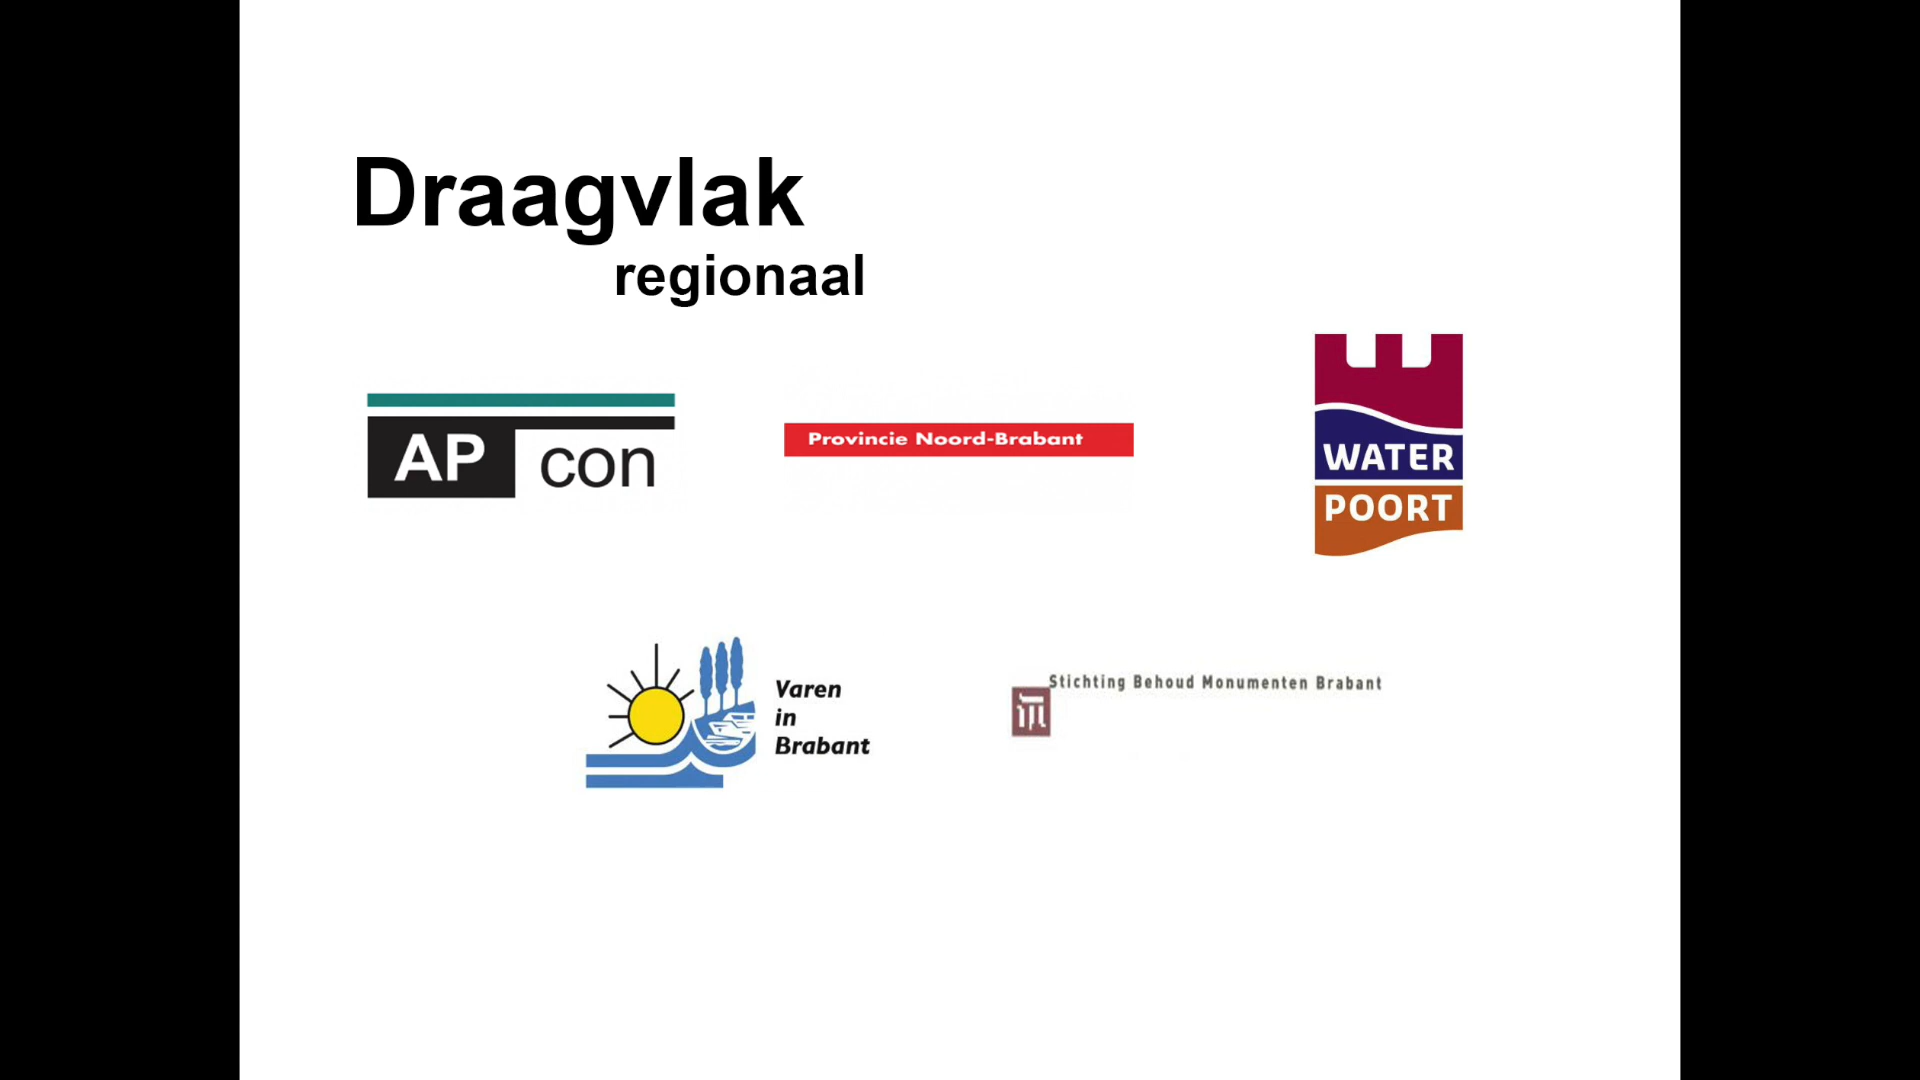 Draagvlak
regionaal
AP con
Provincie Noord-Brabant
WATER
POORT
Varen
in
Brabant
Stichting Behoud Monumenten Brabant